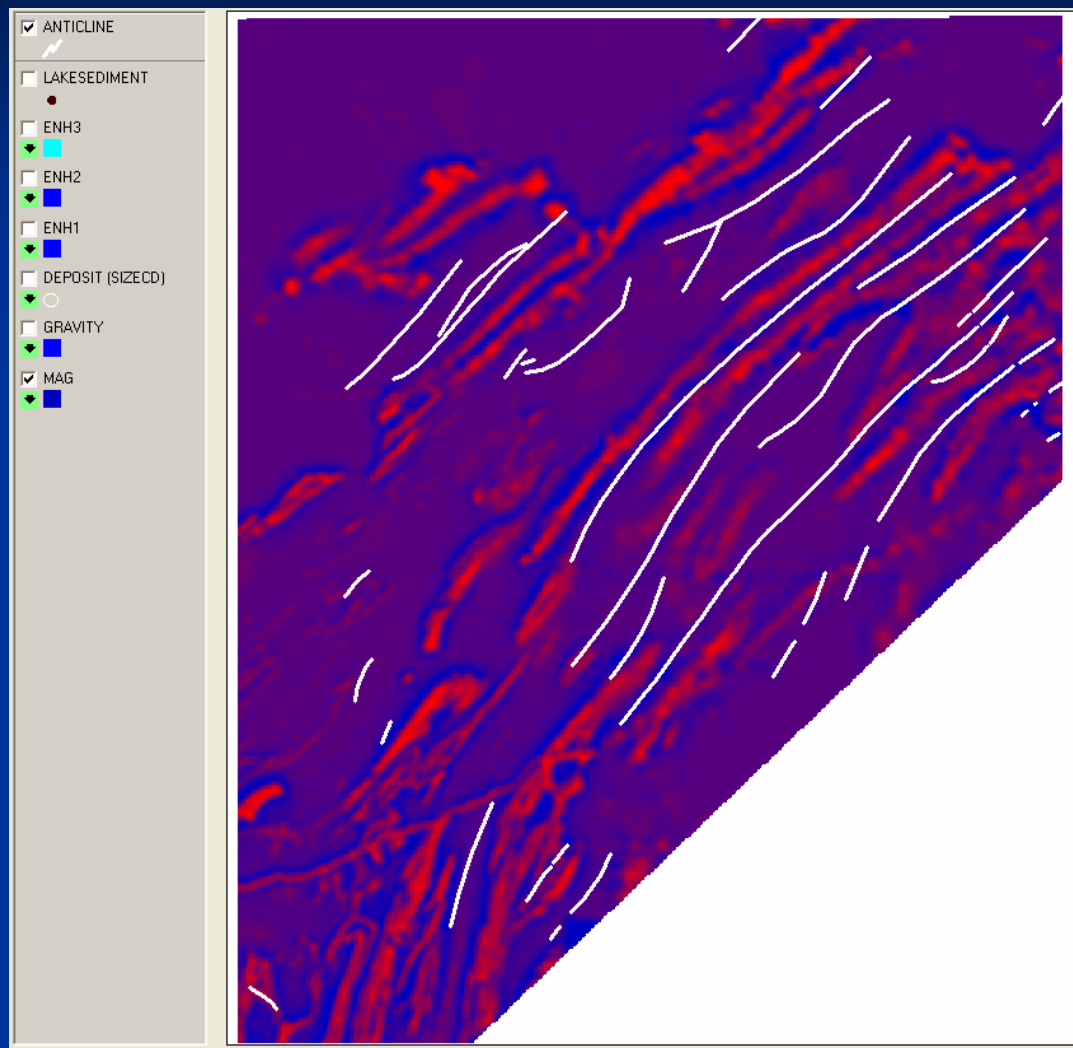 ANTICLINE
LAKESEDIMENT
ENH3
ENH2
ENH1
DEPOSIT (SIZECD)
GRAVITY
MAG